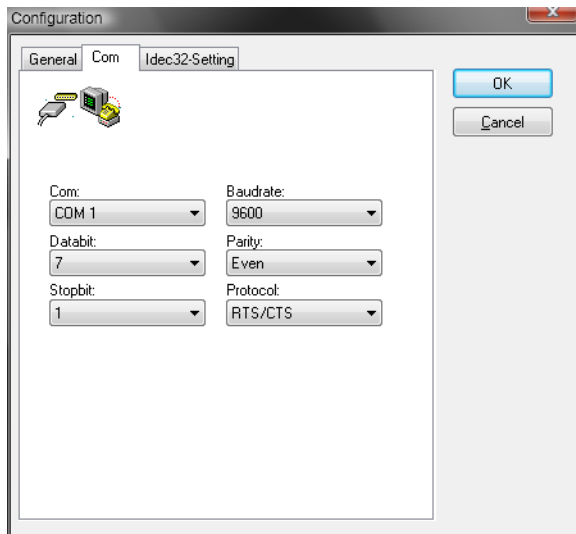 Configuration
General Com Idec32-Setting
OK
Cancel
Com: Baudrate:
COM 1 9600
Databit: Parity:
7 Even
Stopbit: Protocol:
1 RTS/CTS